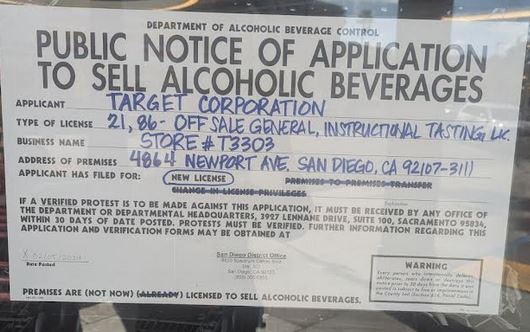 DEPARTMENT OF ALCOHOLIC BEVERAGE CONTROL
PUBLIC NOTICE OF APPLICATION
TO SELL ALCOHOLIC BEVERAGES
APPLICANT TARGET CORPORATION
TYPE OF LICENSE 21, 86 - OFF SALE GENERAL, INSTRUCTIONAL TASTING LIC.
BUSINESS NAME STORE #T3303
ADDRESS OF PREMISES 4864 NEWPORT AVE. SAN DIEGO, CA 92107-3111
APPLICANT HAS FILED FOR: NEW LICENSE PREMISES TO PREMISES TRANSFER
CHANGE IN LICENSE PRIVILEGES
IF A VERIFIED PROTEST IS TO BE MADE AGAINST THIS APPLICATION, IT MUST BE RECEIVED BY ANY OFFICE OF
THE DEPARTMENT OR DEPARTMENTAL HEADQUARTERS, 3927 LENNANE DRIVE, SUITE 100, SACRAMENTO 95834,
WITHIN 30 DAYS OF DATE POSTED. PROTESTS MUST BE VERIFIED. FURTHER INFORMATION REGARDING THIS
APPLICATION AND VERIFICATION FORMS MAY BE OBTAINED AT
San Diego District Office
San Diego, CA 92123
Date Posted
WARNING
PREMISES ARE (NOT NOW) (ALREADY) LICENSED TO SELL ALCOHOLIC BEVERAGES.